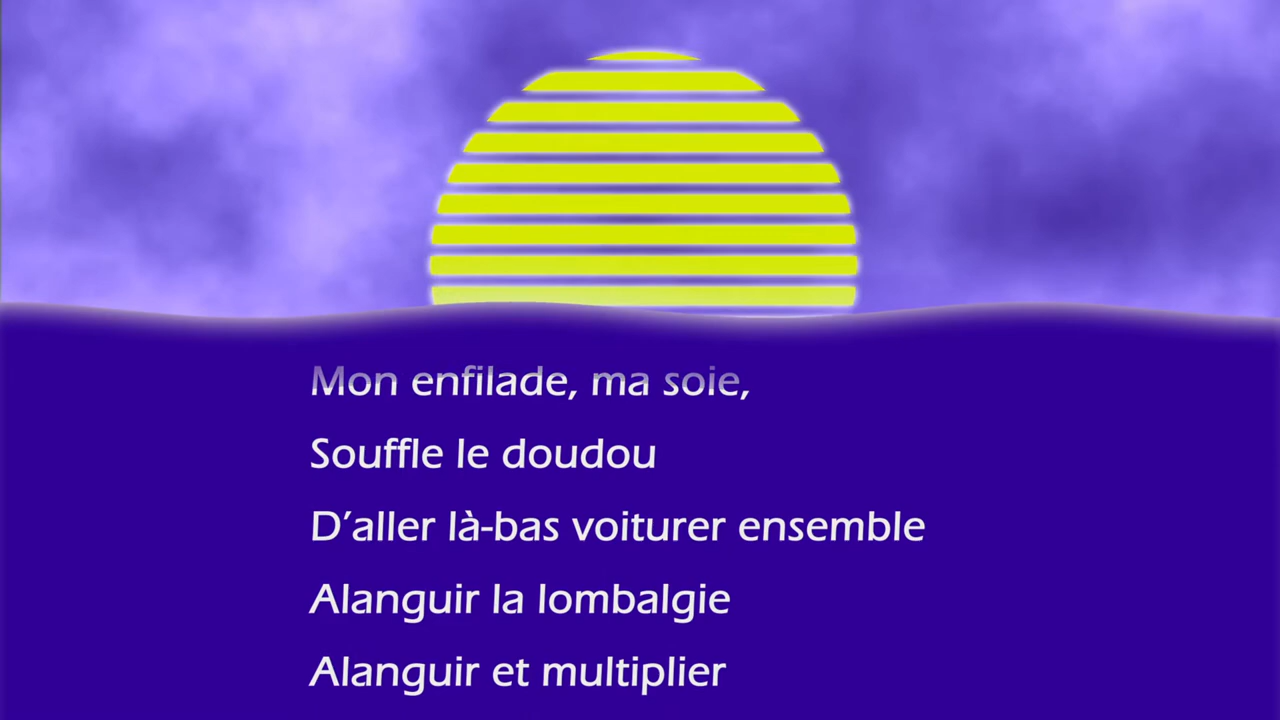 Mon enfilade, ma soie,
Souffle le doudou
D’aller là-bas voiturer ensemble
Alanguir la lombalgie
Alanguir et multiplier